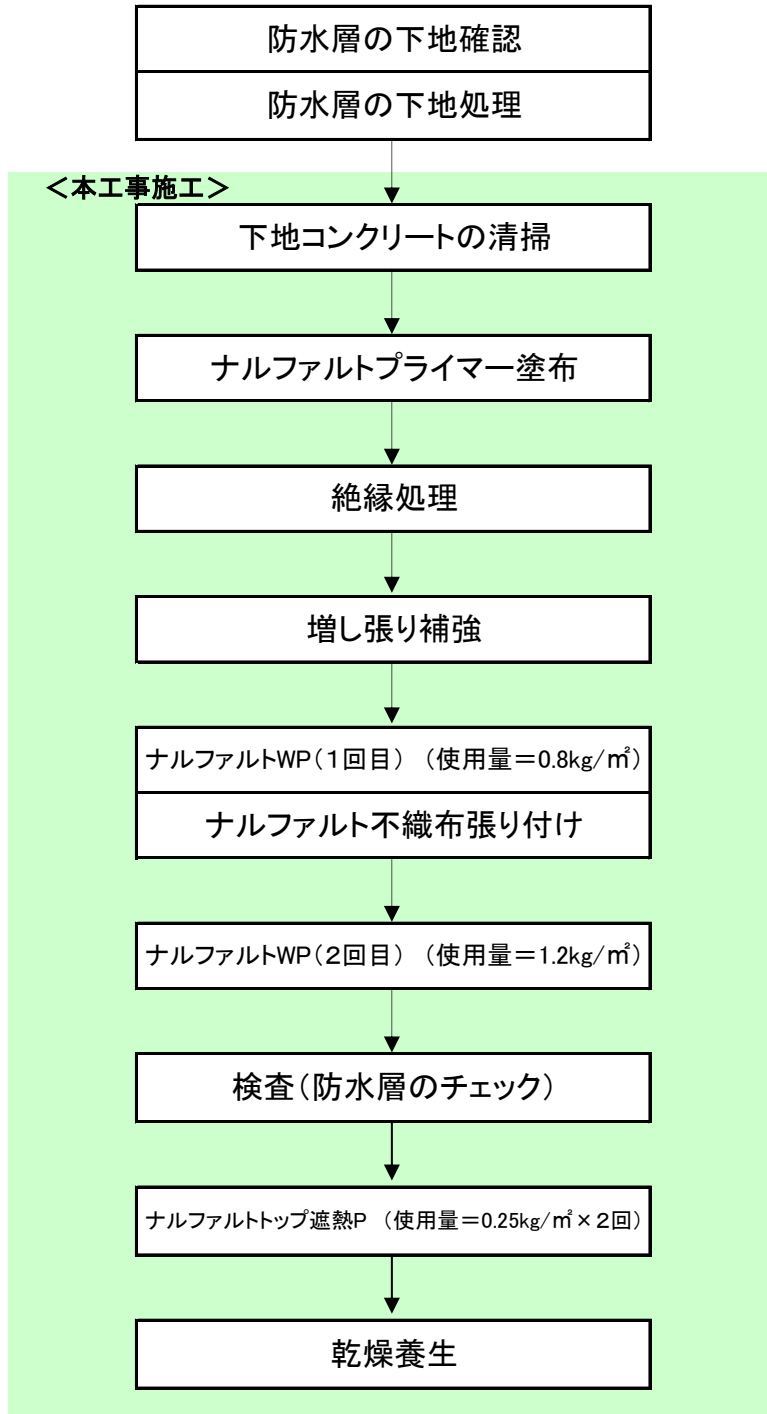 防水層の下地確認
防水層の下地処理
＜本工事施工＞
下地コンクリートの清掃
ナルファルトプライマー塗布
絶縁処理
増し張り補強
ナルファルトWP（１回目）　（使用量＝0.8kg/㎡）
ナルファルト不織布張り付け
ナルファルトWP（２回目）　（使用量＝1.2kg/㎡）
検査（防水層のチェック）
ナルファルトトップ遮熱P　（使用量＝0.25kg/㎡×２回）
乾燥養生